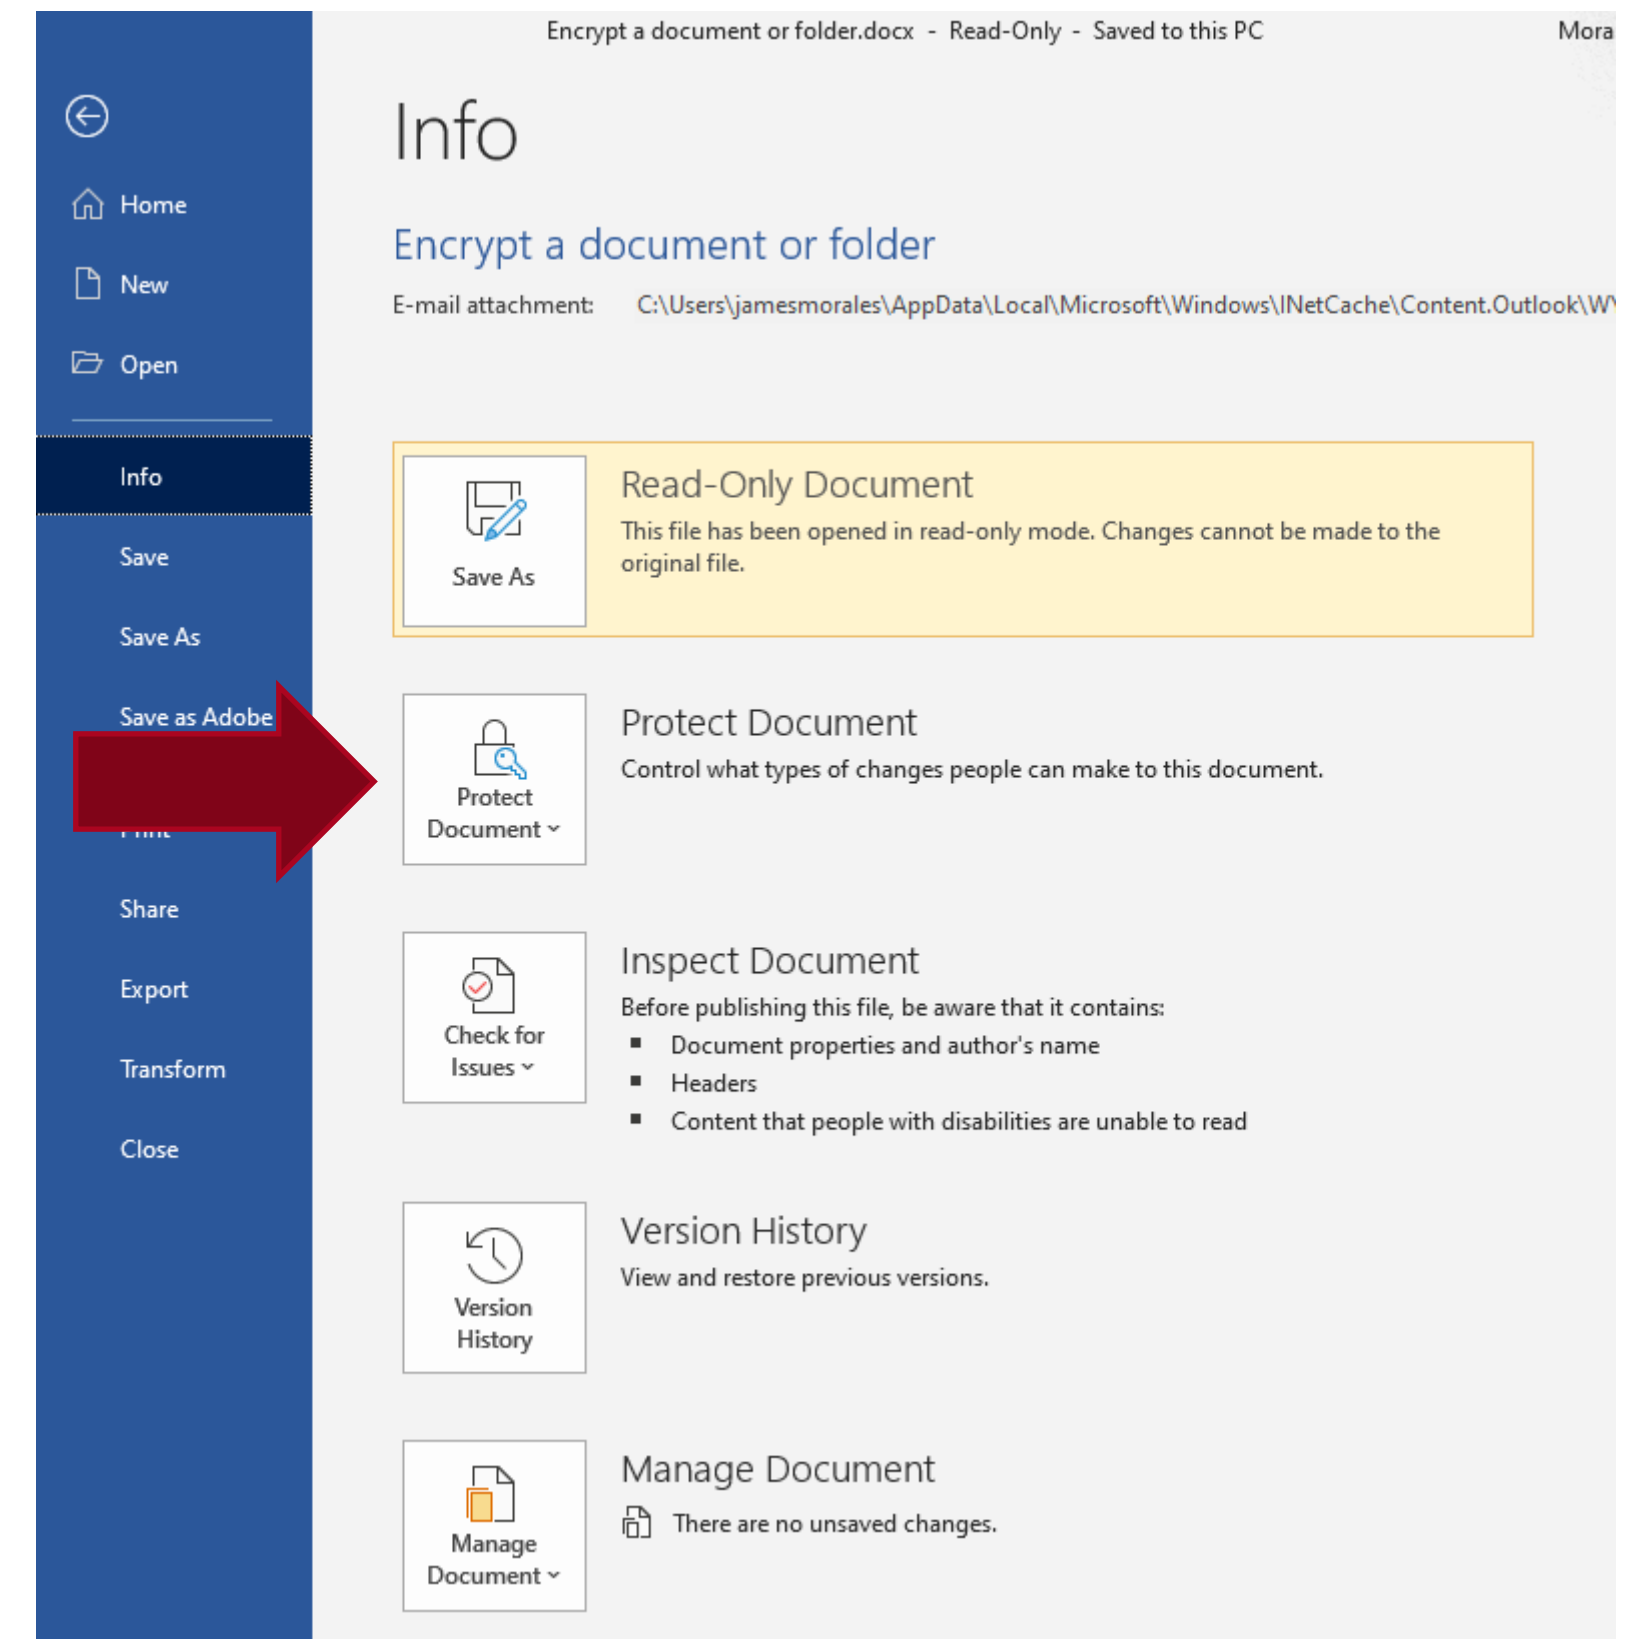 Encrypt a document or folder.docx - Read-Only - Saved to this PC
Mora
Info
Home
New
Open
Info
Save
Save As
Save as Adobe
Print
Share
Export
Transform
Close
Encrypt a document or folder
E-mail attachment: C:\Users\jamesmorales\AppData\Local\Microsoft\Windows\INetCache\Content.Outlook\W
Save As
Read-Only Document
This file has been opened in read-only mode. Changes cannot be made to the
original file.
Protect
Document
Protect Document
Control what types of changes people can make to this document.
Check for
Issues
Inspect Document
Before publishing this file, be aware that it contains:
Document properties and author's name
Headers
Content that people with disabilities are unable to read
Version
History
Version History
View and restore previous versions.
Manage
Document
Manage Document
There are no unsaved changes.